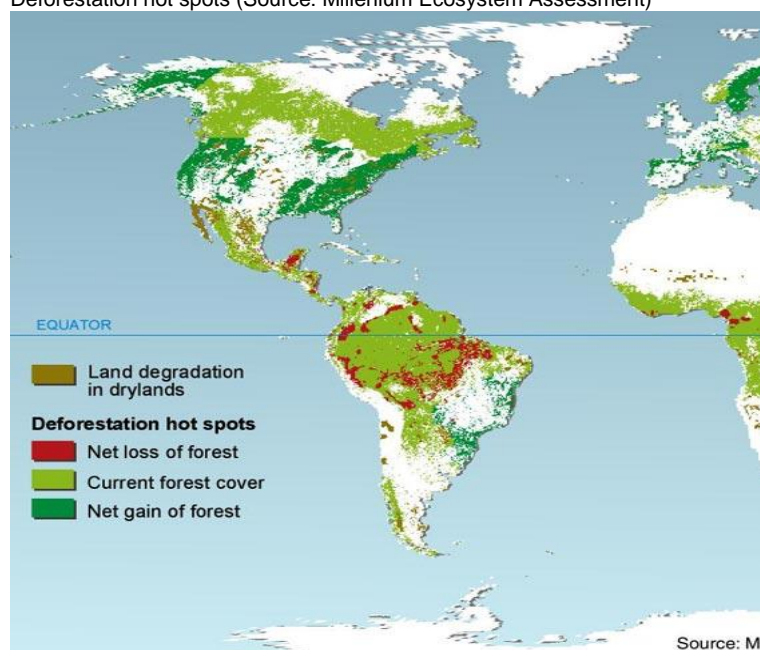 Deforestation hot spots (Source: Millenium Ecosystem Assessment)
EQUATOR
Land degradation
in drylands
Deforestation hot spots
Net loss of forest
Current forest cover
Net gain of forest
Source: M